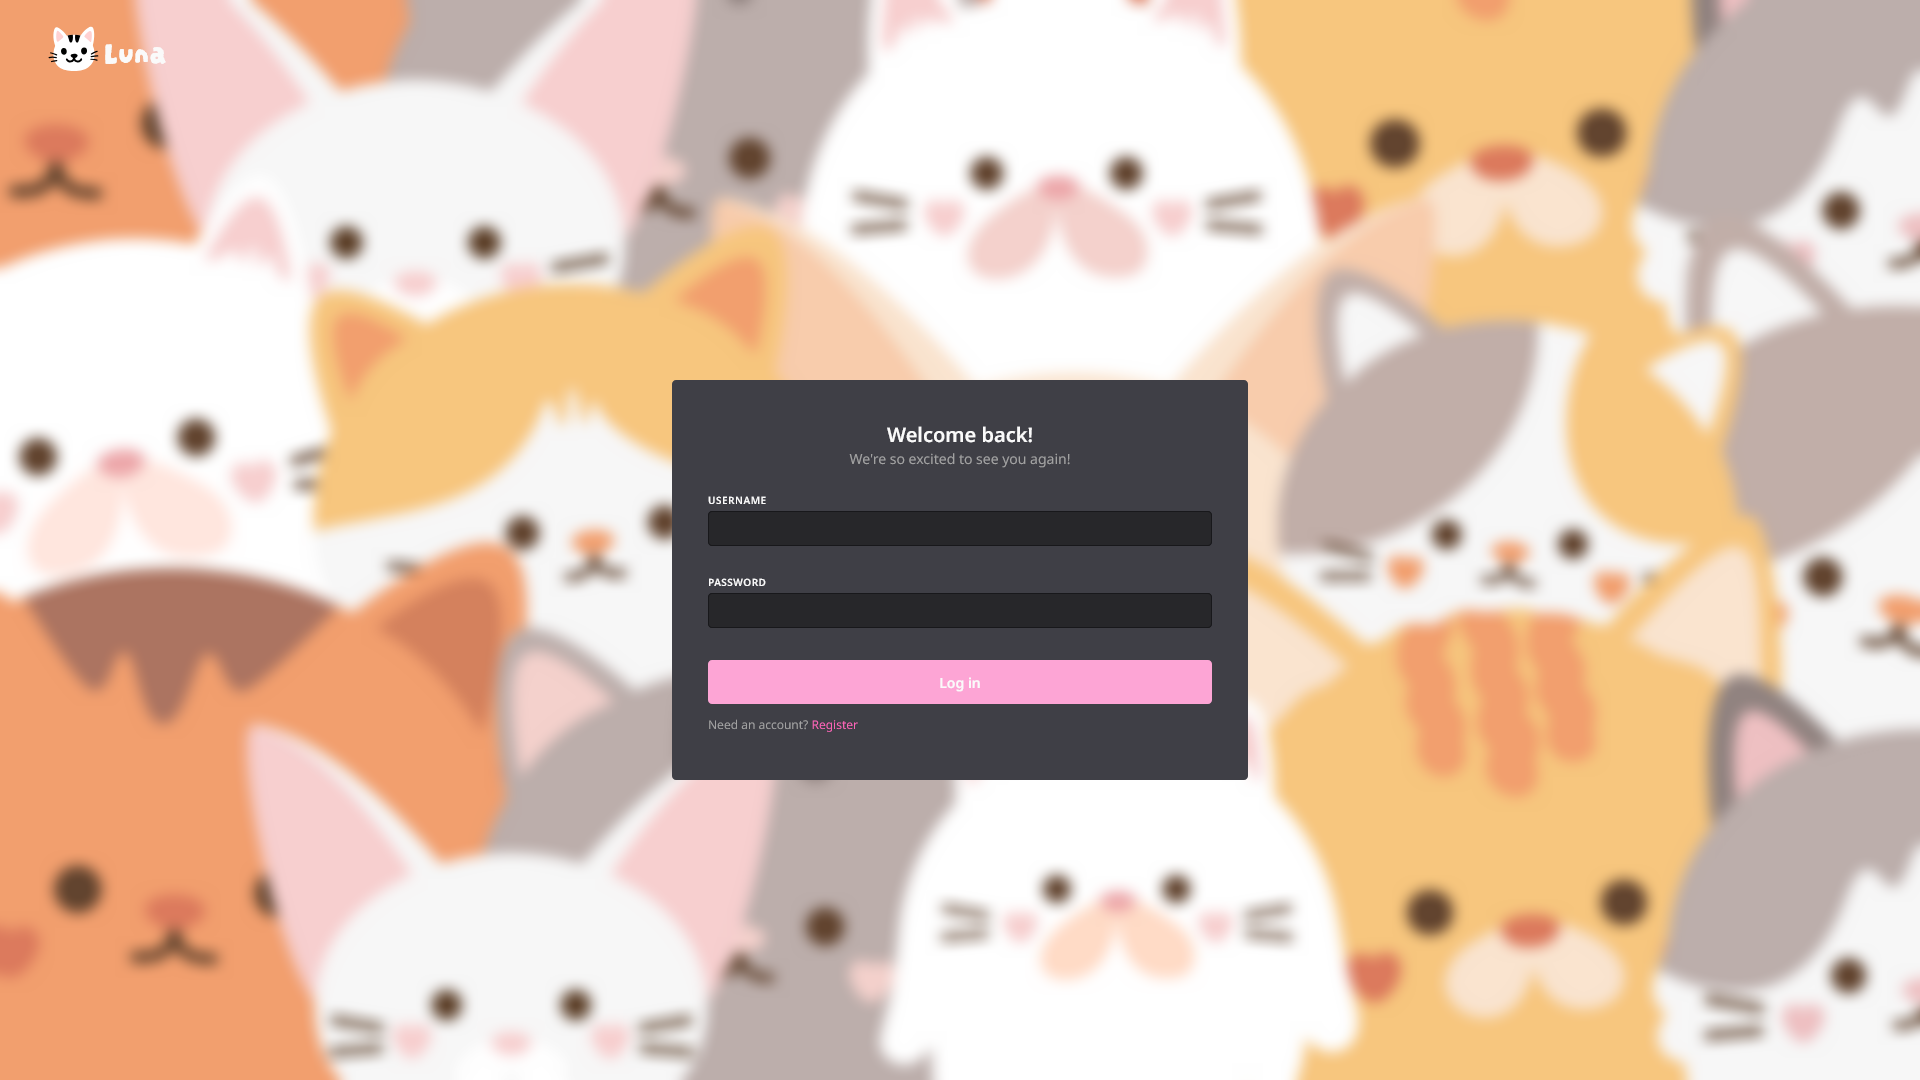 Luna
Welcome back!
We're so excited to see you again!
USERNAME
PASSWORD
Log in
Need an account? Register